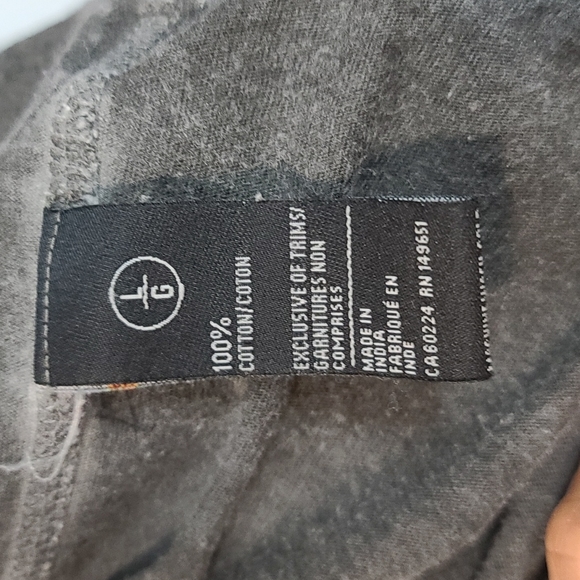 L
G
100%
COTTON/COTON
EXCLUSIVE OF TRIMS/
GARNITURES NON
COMPRISES
MADE IN
INDIA
FABRIQUÉ EN
INDE
CA60224 RN 149651